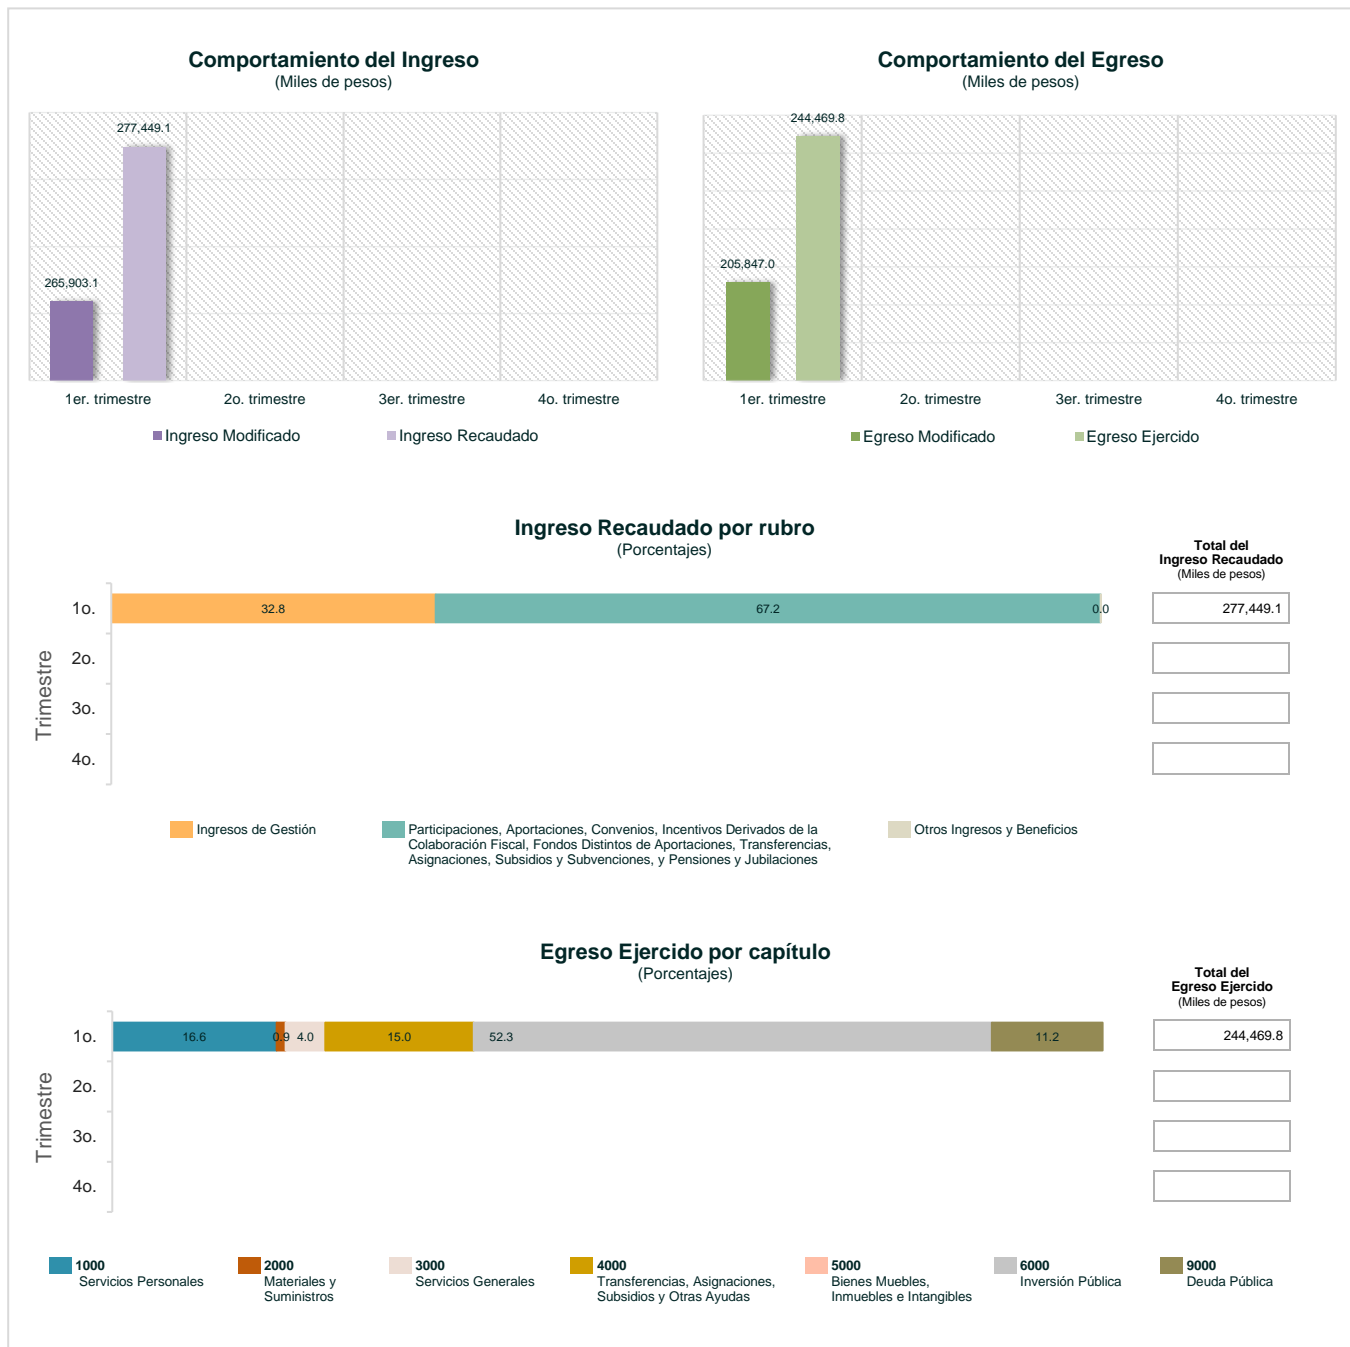 Comportamiento del Ingreso
(Miles de pesos)
277,449.1
265,903.1
1er. trimestre
2o. trimestre
3er. trimestre
4o. trimestre
Ingreso Modificado
Ingreso Recaudado
Comportamiento del Egreso
(Miles de pesos)
244,469.8
205,847.0
1er. trimestre
2o. trimestre
3er. trimestre
4o. trimestre
Egreso Modificado
Egreso Ejercido
Ingreso Recaudado por rubro
(Porcentajes)
Total del
Ingreso Recaudado
(Miles de pesos)
Trimestre
1o.
32.8
67.2
0.0
277,449.1
2o.
3o.
4o.
Ingresos de Gestión
Participaciones, Aportaciones, Convenios, Incentivos Derivados de la
Colaboración Fiscal, Fondos Distintos de Aportaciones, Transferencias,
Asignaciones, Subsidios y Subvenciones, y Pensiones y Jubilaciones
Otros Ingresos y Beneficios
Egreso Ejercido por capítulo
(Porcentajes)
Total del
Egreso Ejercido
(Miles de pesos)
Trimestre
1o.
16.6
0.9
4.0
15.0
52.3
11.2
244,469.8
2o.
3o.
4o.
1000
Servicios Personales
2000
Materiales y
Suministros
3000
Servicios Generales
4000
Transferencias, Asignaciones,
Subsidios y Otras Ayudas
5000
Bienes Muebles,
Inmuebles e Intangibles
6000
Inversión Pública
9000
Deuda Pública